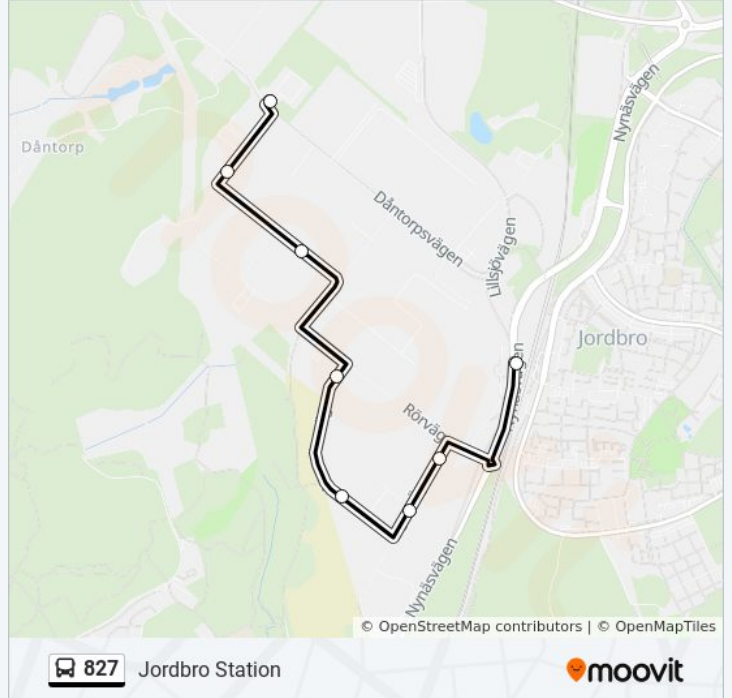 Nynäsvägen
Dåntorp
Dåntorpsvägen
Lillsjövägen
Jordbro
Rörväg
Nynäsvägen
© OpenStreetMap contributors | © OpenMapTiles
827 Jordbro Station
moovit